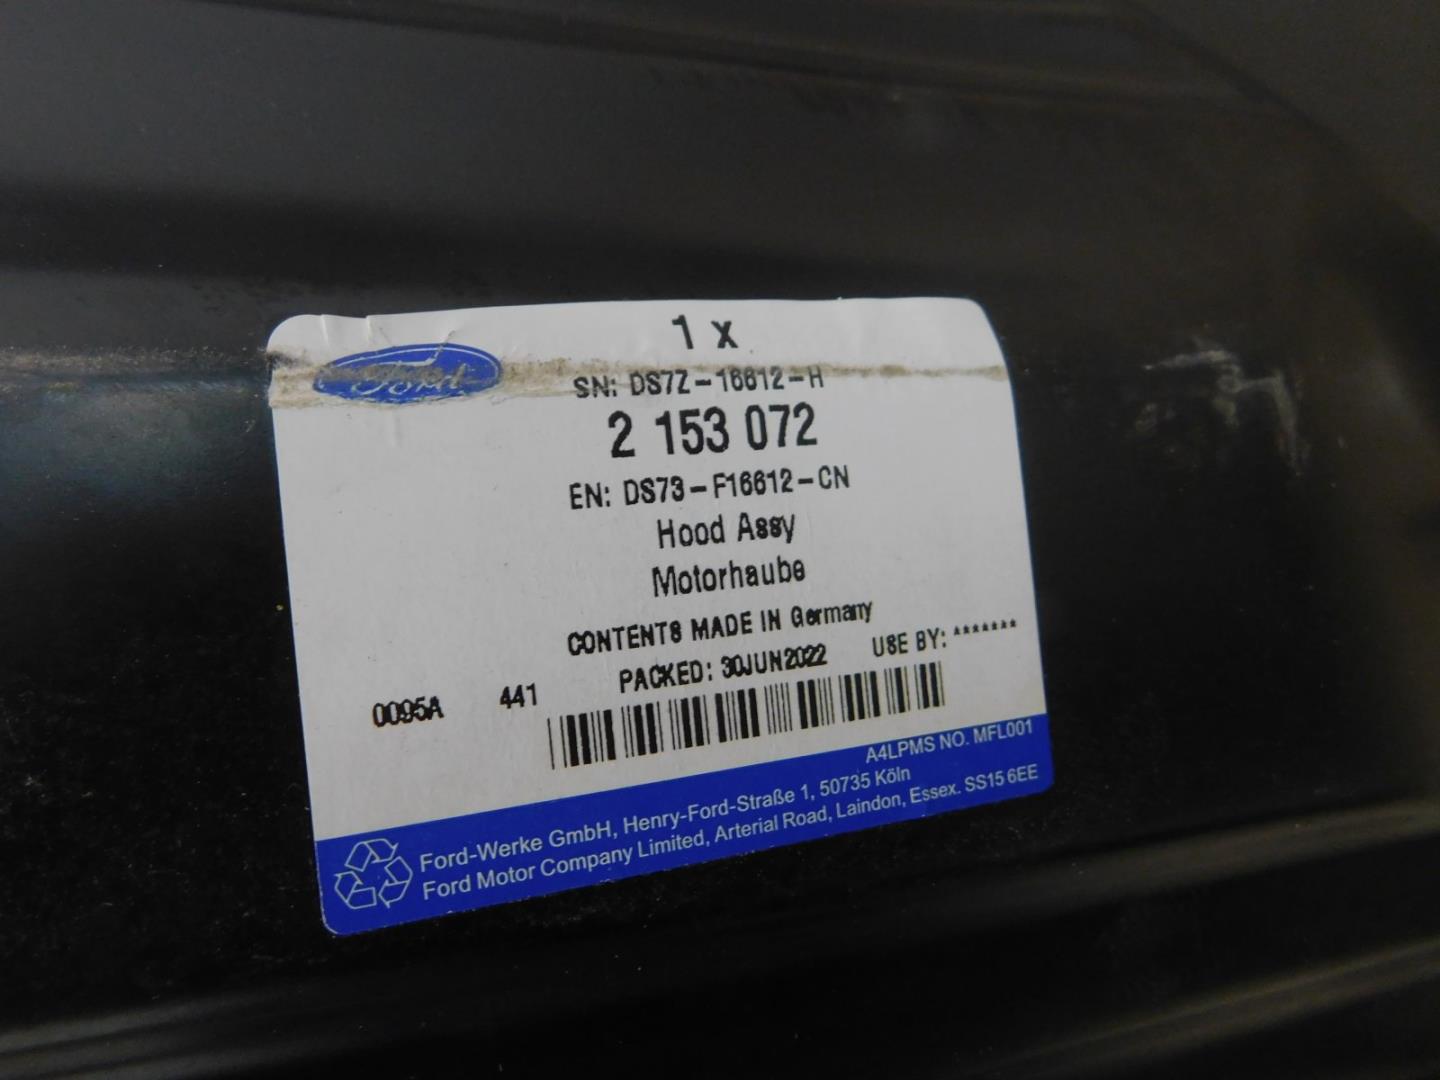 1 x
Ford
SN: DS7Z-16612-H
2 153 072
EN: DS73-F16612-CN
Hood Assy
Motorhaube
CONTENTS MADE IN Germany
PACKED: 30JUN2022 USE BY: *******
0095A 441
A4LPMS NO. MFL001
Ford-Werke GmbH, Henry-Ford-Straße 1, 50735 Köln
Ford Motor Company Limited, Arterial Road, Laindon, Essex. SS15 6EE